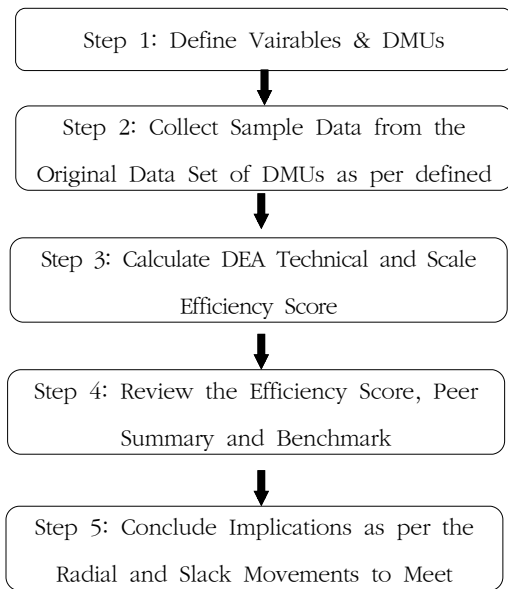 Step 1: Define Vairables & DMUs
Step 2: Collect Sample Data from the
Original Data Set of DMUs as per defined
Step 3: Calculate DEA Technical and Scale
Efficiency Score
Step 4: Review the Efficiency Score, Peer
Summary and Benchmark
Step 5: Conclude Implications as per the
Radial and Slack Movements to Meet